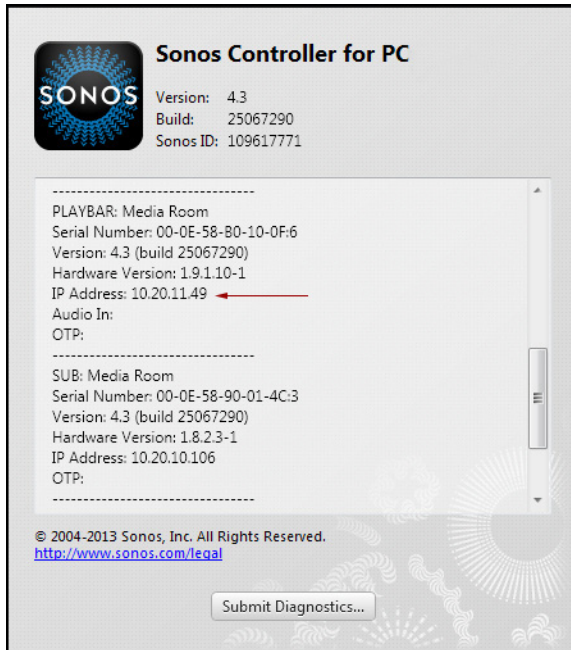 Sonos Controller for PC
SONOS
Version: 4.3
Build: 25067290
Sonos ID: 109617771
--------------------------------
PLAYBAR: Media Room
Serial Number: 00-0E-58-B0-10-0F:6
Version: 4.3 (build 25067290)
Hardware Version: 1.9.1.10-1
IP Address: 10.20.11.49
Audio In:
OTP:
--------------------------------
SUB: Media Room
Serial Number: 00-0E-58-90-01-4C:3
Version: 4.3 (build 25067290)
Hardware Version: 1.8.2.3-1
IP Address: 10.20.10.106
OTP:
--------------------------------
© 2004-2013 Sonos, Inc. All Rights Reserved.
http://www.sonos.com/legal
Submit Diagnostics...